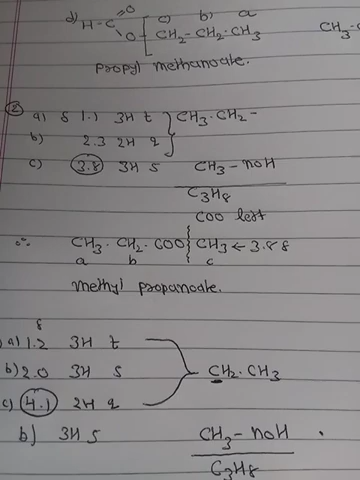 d) H-C=O O c) b) a CH₂-CH₂-CH₃ CH₃-
propyl methanoate.
② a) δ 1.1 3H t } CH₃.CH₂-
b) 2.3 2H q
c) 3.8 3H s CH₃-noH
C₃H₈
COO left
∴ CH₃.CH₂.COO CH₃ ← 3.8δ
a b c
methyl propanoate.
δ
a) 1.2 3H t
b) 2.0 3H s CH₂.CH₃
c) 4.1 2H q
b) 3H s CH₃-noH
C₃H₈